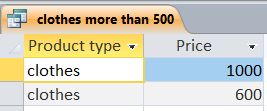 clothes more than 500
Product type Price
clothes 1000
clothes 600